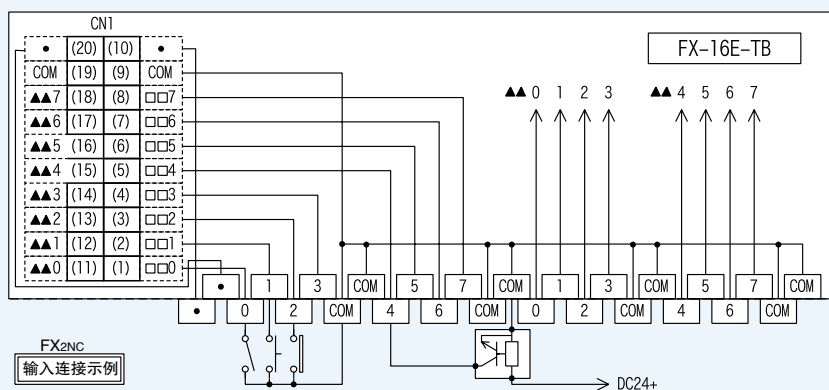 CN1
FX-16E-TB
• (20) (10) •
COM (19) (9) COM
▲▲7 (18) (8) □□7
▲▲6 (17) (7) □□6
▲▲5 (16) (6) □□5
▲▲4 (15) (5) □□4
▲▲3 (14) (4) □□3
▲▲2 (13) (3) □□2
▲▲1 (12) (2) □□1
▲▲0 (11) (1) □□0
▲▲ 0 1 2 3 ▲▲ 4 5 6 7
• 1 3 COM 5 7 COM 1 3 COM 5 7 COM
• 0 2 COM 4 6 COM 0 2 COM 4 6 COM
FX2NC
输入连接示例
DC24+